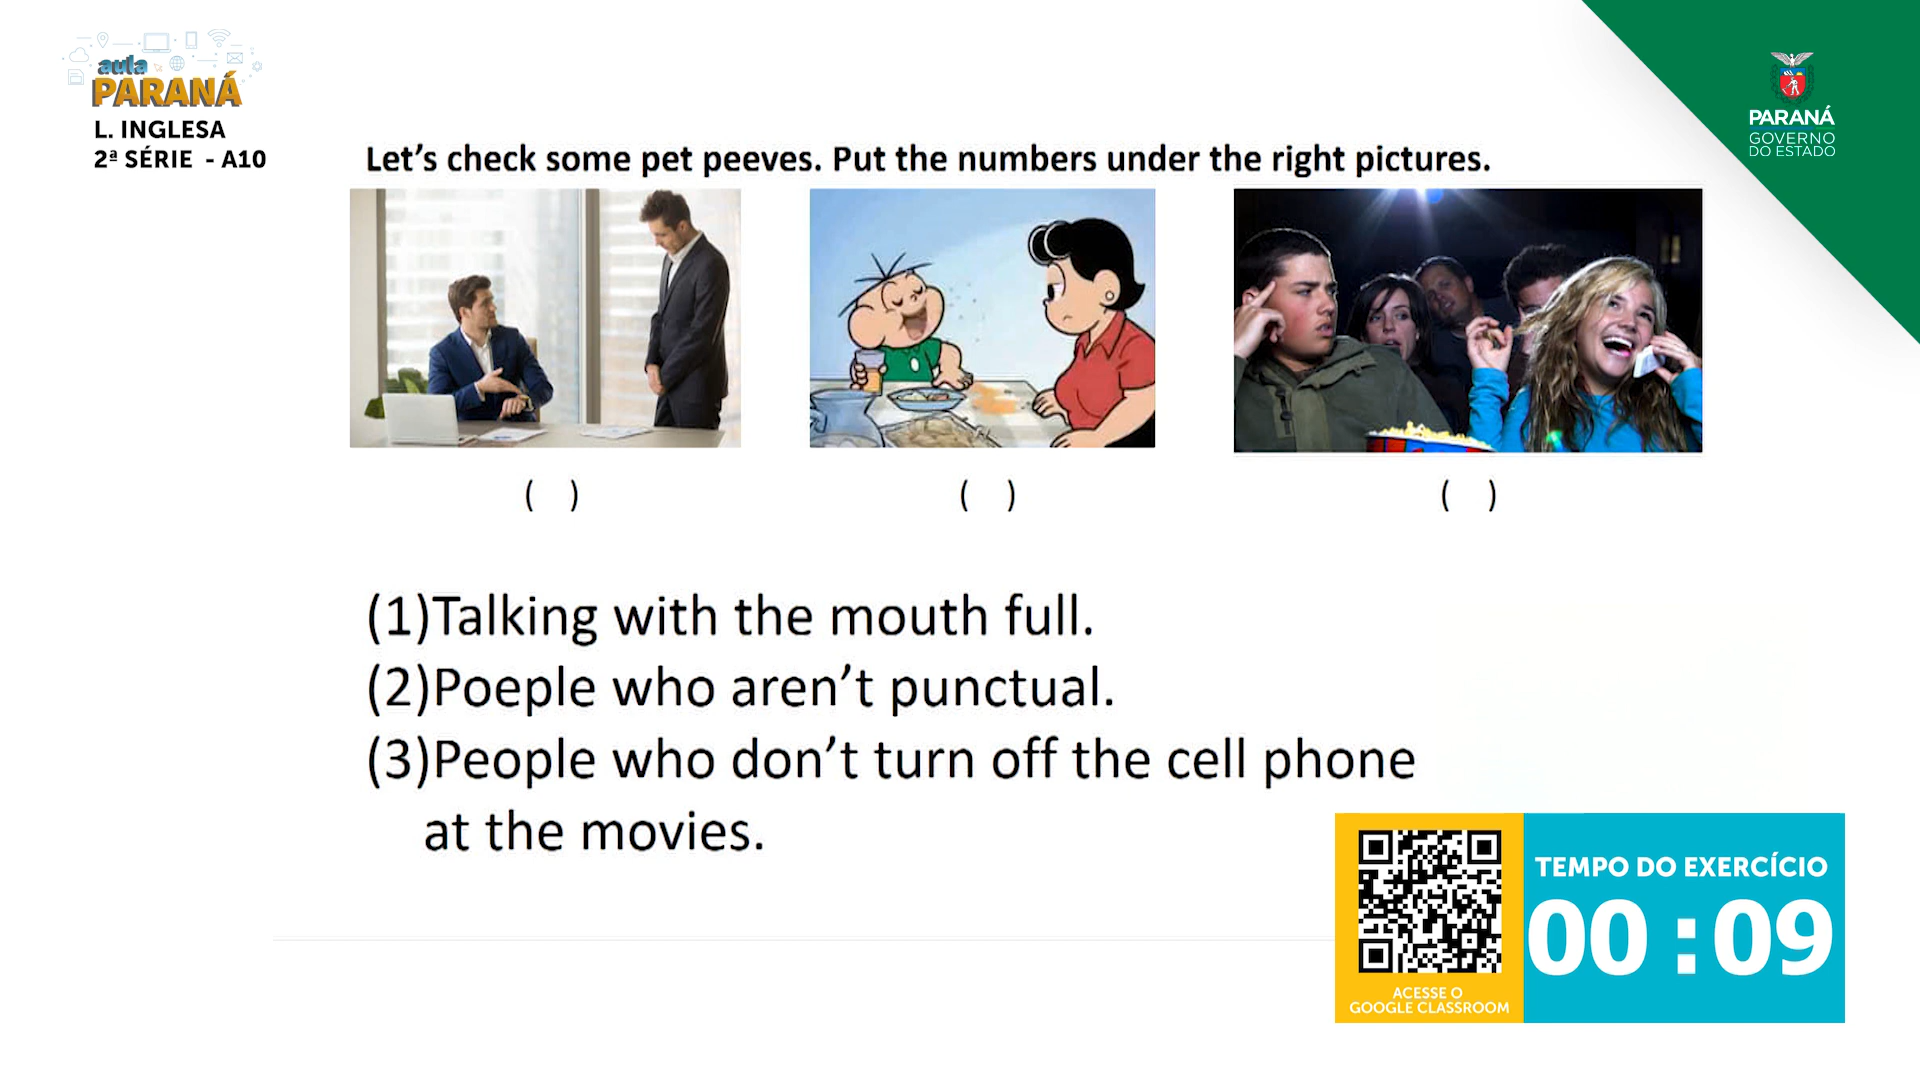 aula
PARANÁ
L. INGLESA
2ª SÉRIE - A10
PARANÁ
GOVERNO
DO ESTADO
Let's check some pet peeves. Put the numbers under the right pictures.
( ) ( ) ( )
(1)Talking with the mouth full.
(2)Poeple who aren't punctual.
(3)People who don't turn off the cell phone
at the movies.
ACESSE O
GOOGLE CLASSROOM
TEMPO DO EXERCÍCIO
00 : 09